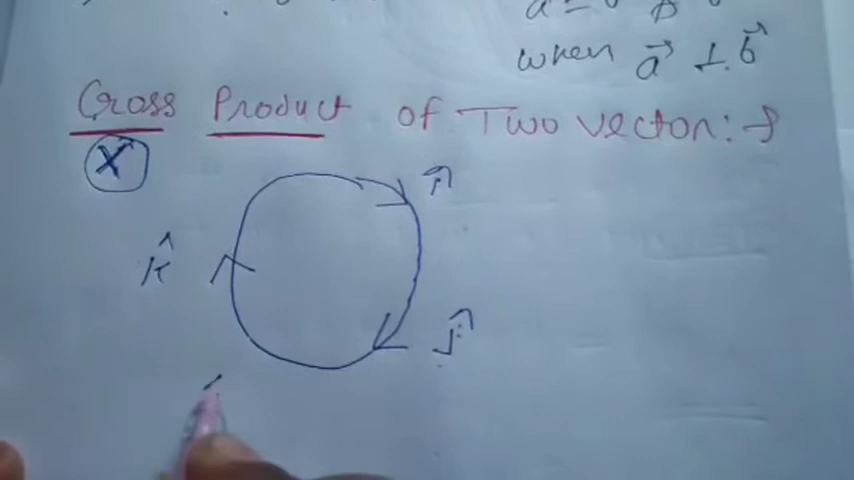 when a⃗ ⊥ b⃗
Cross Product of Two vector :-
X
î
k̂
ĵ